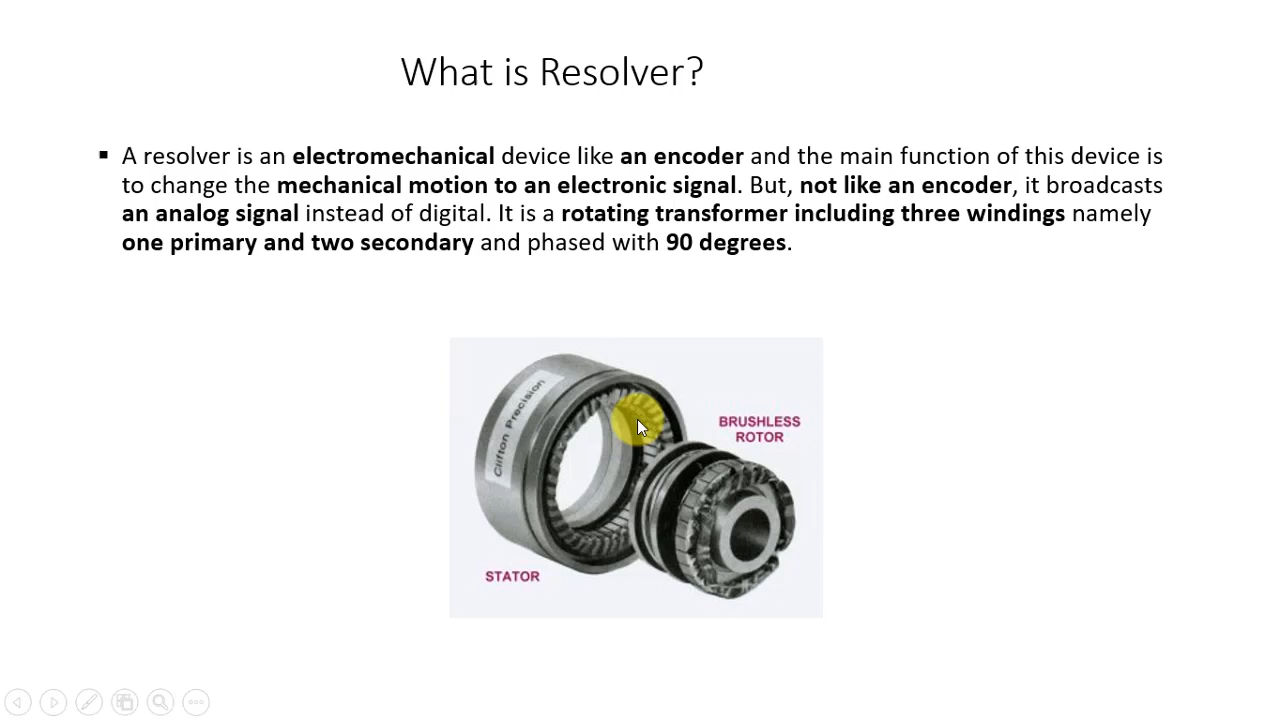 What is Resolver?
▪ A resolver is an electromechanical device like an encoder and the main function of this device is
to change the mechanical motion to an electronic signal. But, not like an encoder, it broadcasts
an analog signal instead of digital. It is a rotating transformer including three windings namely
one primary and two secondary and phased with 90 degrees.
Clifton Precision
BRUSHLESS
ROTOR
STATOR